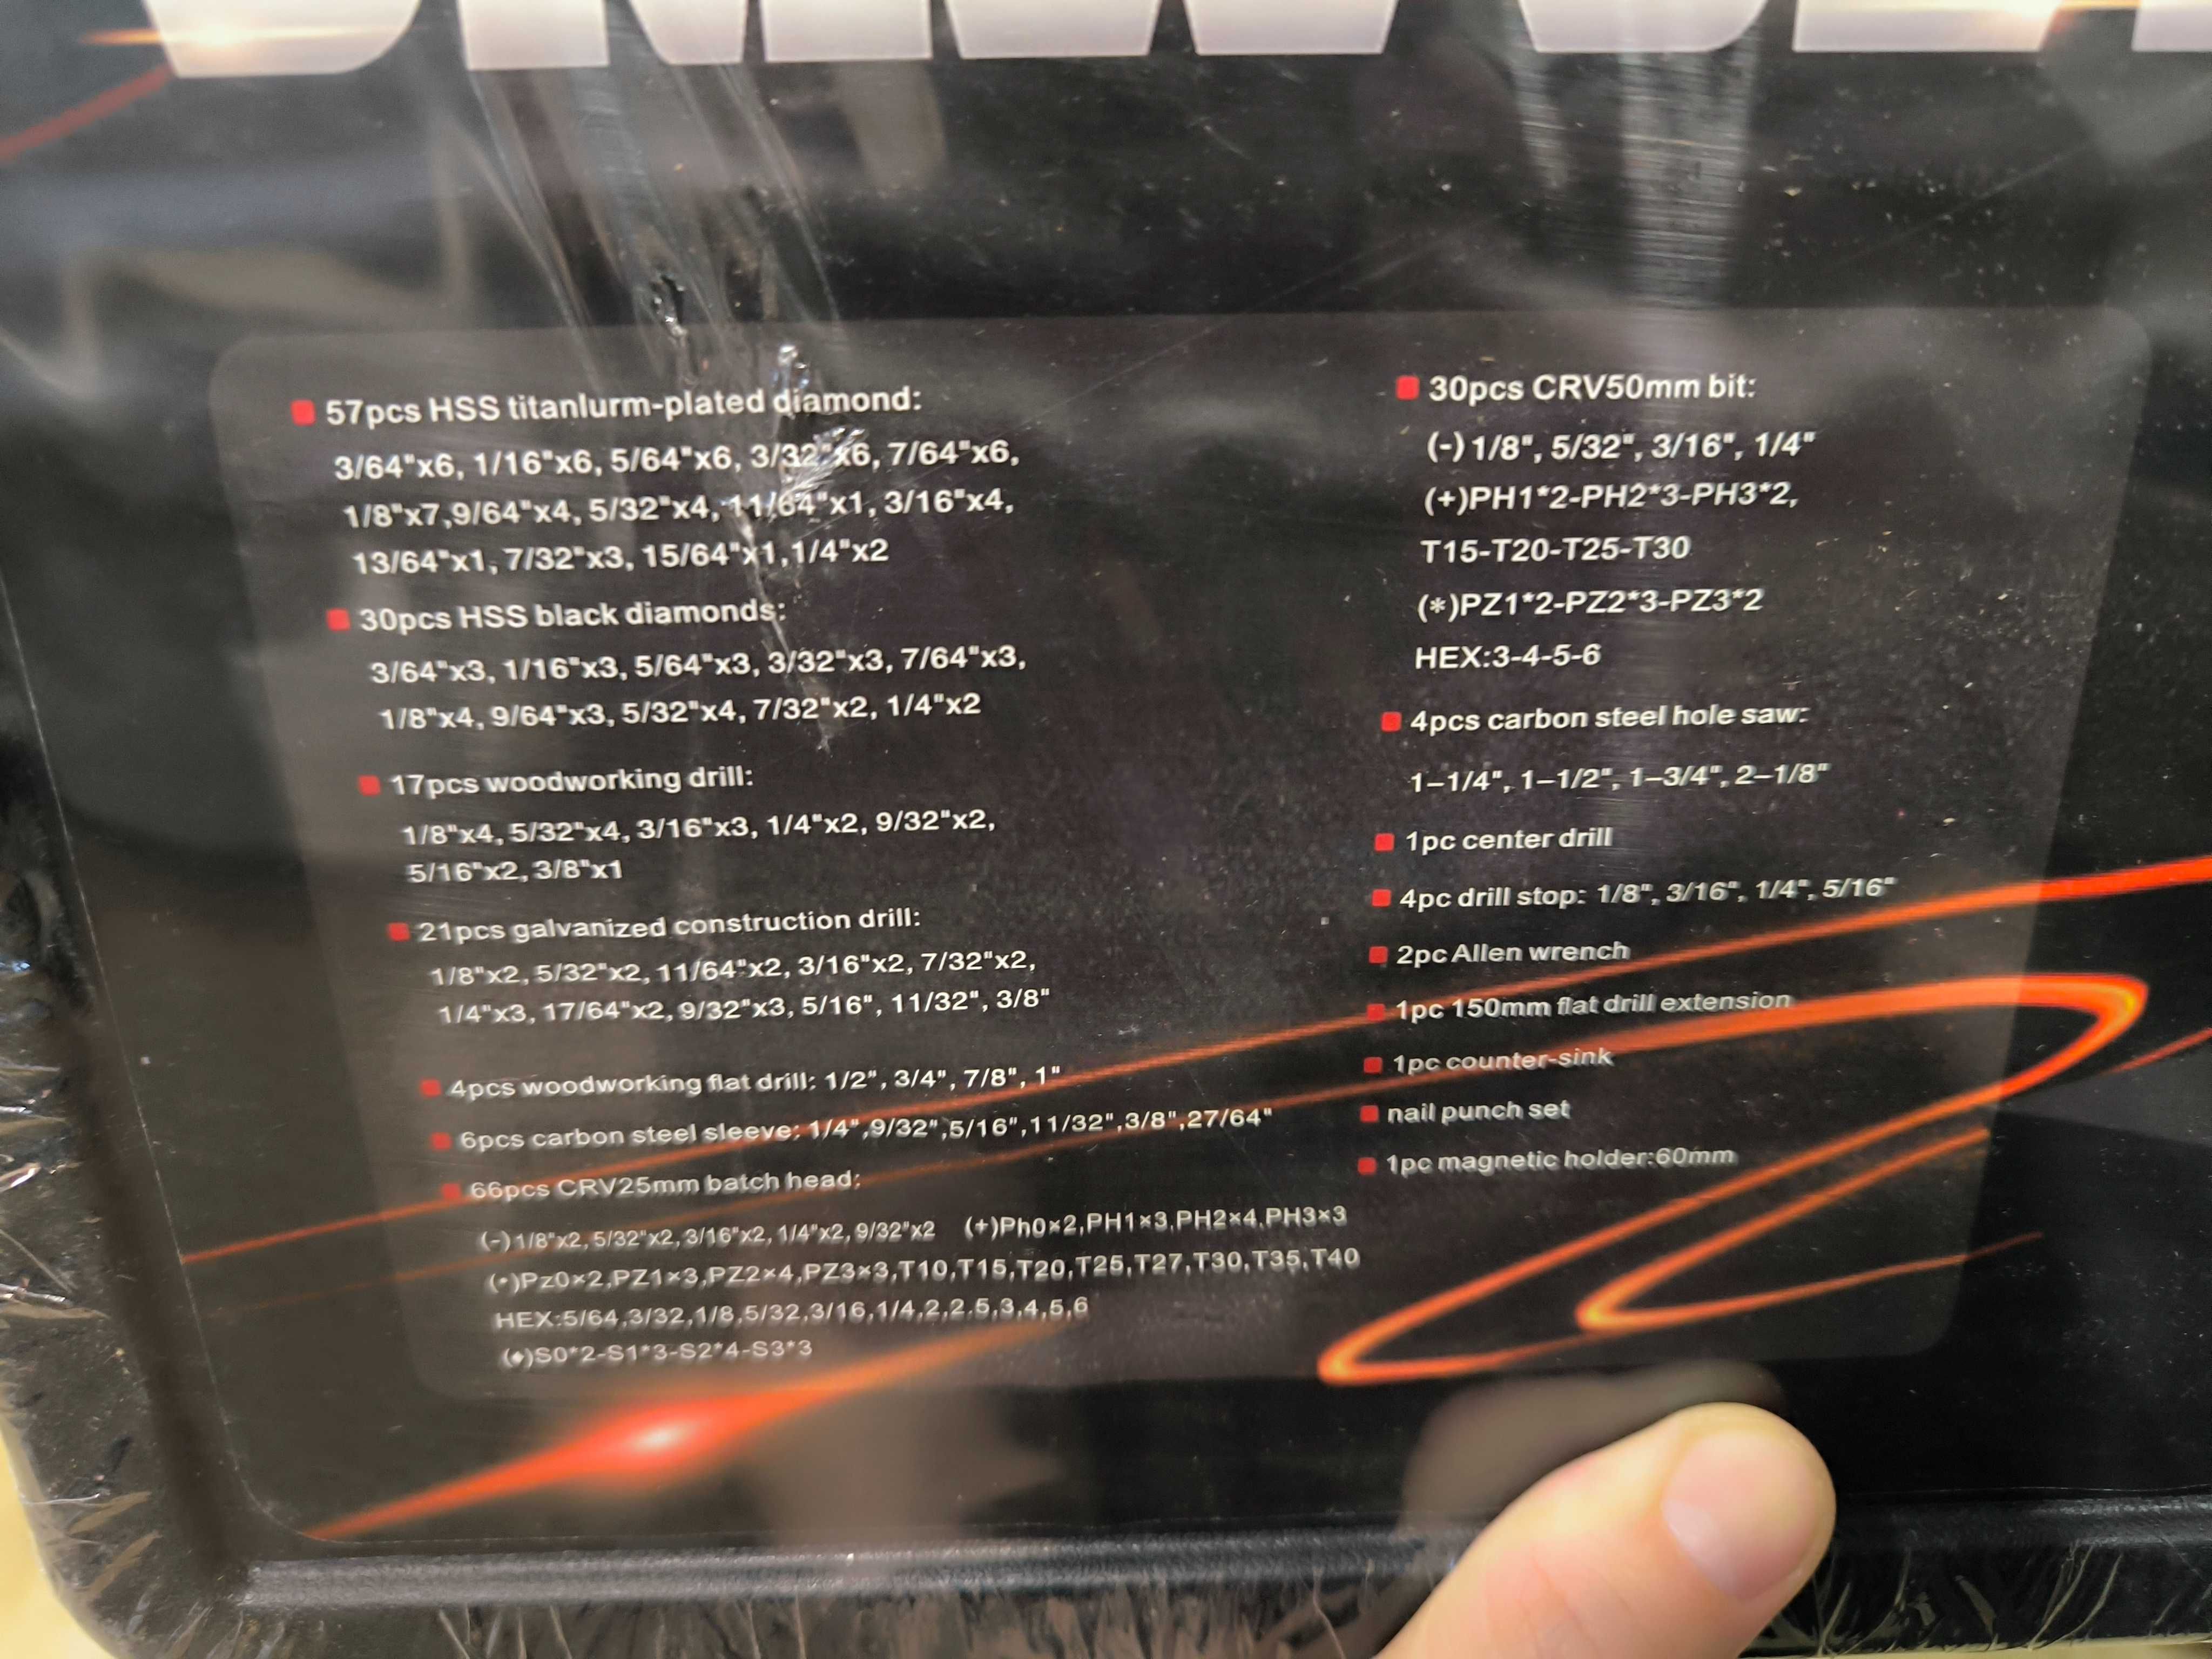 57pcs HSS titanlurm-plated diamond:
3/64"x6, 1/16"x6, 5/64"x6, 3/32"x6, 7/64"x6,
1/8"x7,9/64"x4, 5/32"x4, 11/64"x1, 3/16"x4,
13/64"x1, 7/32"x3, 15/64"x1,1/4"x2
30pcs HSS black diamonds:
3/64"x3, 1/16"x3, 5/64"x3, 3/32"x3, 7/64"x3,
1/8"x4, 9/64"x3, 5/32"x4, 7/32"x2, 1/4"x2
17pcs woodworking drill:
1/8"x4, 5/32"x4, 3/16"x3, 1/4"x2, 9/32"x2,
5/16"x2, 3/8"x1
21pcs galvanized construction drill:
1/8"x2, 5/32"x2, 11/64"x2, 3/16"x2, 7/32"x2,
1/4"x3, 17/64"x2, 9/32"x3, 5/16", 11/32", 3/8"
4pcs woodworking flat drill: 1/2", 3/4", 7/8", 1"
6pcs carbon steel sleeve: 1/4",9/32",5/16",11/32",3/8",27/64"
66pcs CRV25mm batch head:
(-)1/8"x2, 5/32"x2, 3/16"x2, 1/4"x2, 9/32"x2 (+)Ph0×2,PH1×3,PH2×4,PH3×3
(*)Pz0×2,PZ1×3,PZ2×4,PZ3×3,T10,T15,T20,T25,T27,T30,T35,T40
HEX:5/64,3/32,1/8,5/32,3/16,1/4,2,2.5,3,4,5,6
(♦)S0*2-S1*3-S2*4-S3*3
30pcs CRV50mm bit:
(-)1/8", 5/32", 3/16", 1/4"
(+)PH1*2-PH2*3-PH3*2,
T15-T20-T25-T30
(*)PZ1*2-PZ2*3-PZ3*2
HEX:3-4-5-6
4pcs carbon steel hole saw:
1–1/4", 1–1/2", 1–3/4", 2–1/8"
1pc center drill
4pc drill stop: 1/8", 3/16", 1/4", 5/16"
2pc Allen wrench
1pc 150mm flat drill extension
1pc counter-sink
nail punch set
1pc magnetic holder:60mm